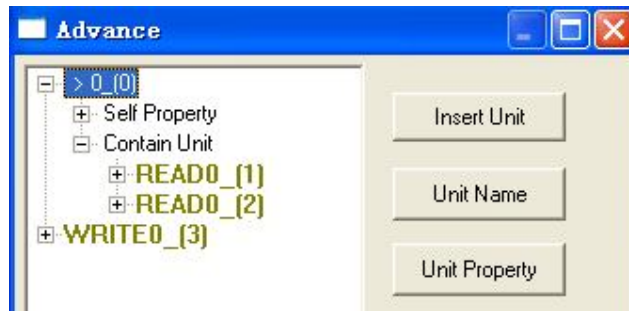 Advance
> 0_(0)
Self Property
Contain Unit
READ0_(1)
READ0_(2)
WRITE0_(3)
Insert Unit
Unit Name
Unit Property